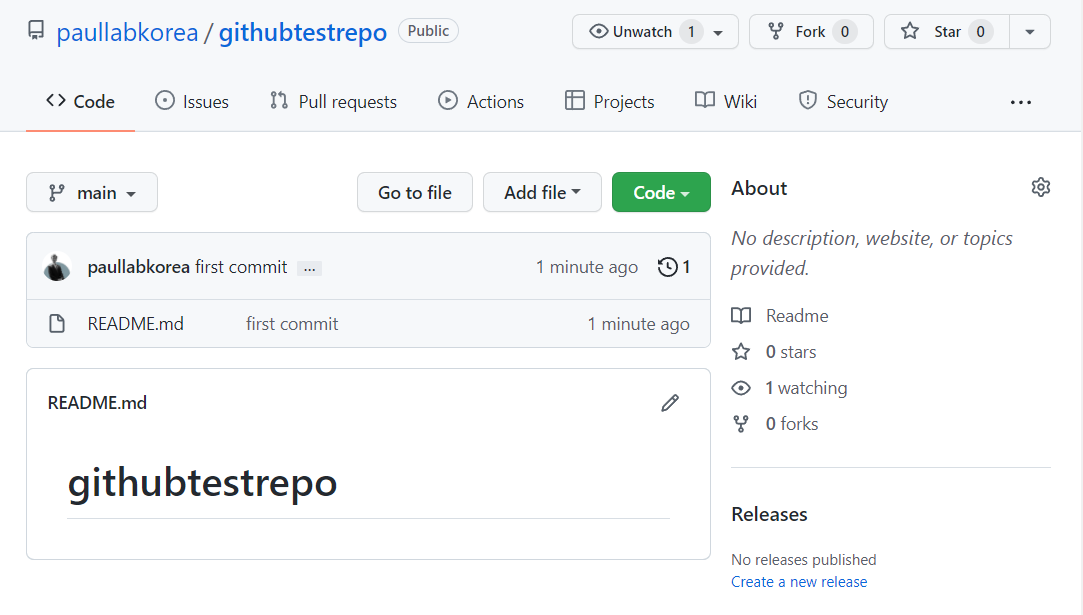 paullabkorea / githubtestrepo Public
Unwatch 1
Fork 0
Star 0
Code
Issues
Pull requests
Actions
Projects
Wiki
Security
...
main
Go to file
Add file
Code
paullabkorea first commit ...
1 minute ago
1
README.md
first commit
1 minute ago
README.md
githubtestrepo
About
No description, website, or topics
provided.
Readme
0 stars
1 watching
0 forks
Releases
No releases published
Create a new release